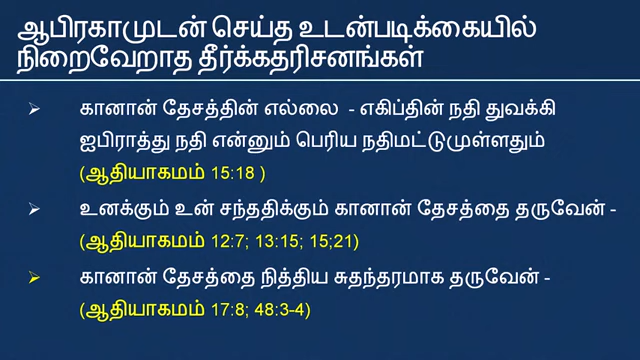 ஆபிரகாமுடன் செய்த உடன்படிக்கையில்
நிறைவேறாத தீர்க்கதரிசனங்கள்
கானான் தேசத்தின் எல்லை - எகிப்தின் நதி துவக்கி
ஐபிராத்து நதி என்னும் பெரிய நதிமட்டுமுள்ளதும்
(ஆதியாகமம் 15:18 )
உனக்கும் உன் சந்ததிக்கும் கானான் தேசத்தை தருவேன் -
(ஆதியாகமம் 12:7; 13:15; 15;21)
கானான் தேசத்தை நித்திய சுதந்தரமாக தருவேன் -
(ஆதியாகமம் 17:8; 48:3-4)